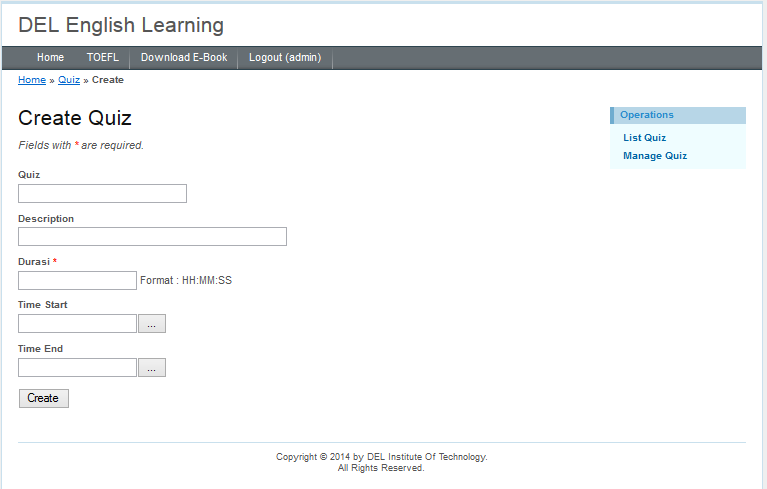 DEL English Learning
Home TOEFL Download E-Book Logout (admin)
Home » Quiz » Create
Create Quiz
Fields with * are required.
Quiz
Description
Durasi *
Format : HH:MM:SS
Time Start
...
Time End
...
Create
Operations
List Quiz
Manage Quiz
Copyright © 2014 by DEL Institute Of Technology.
All Rights Reserved.